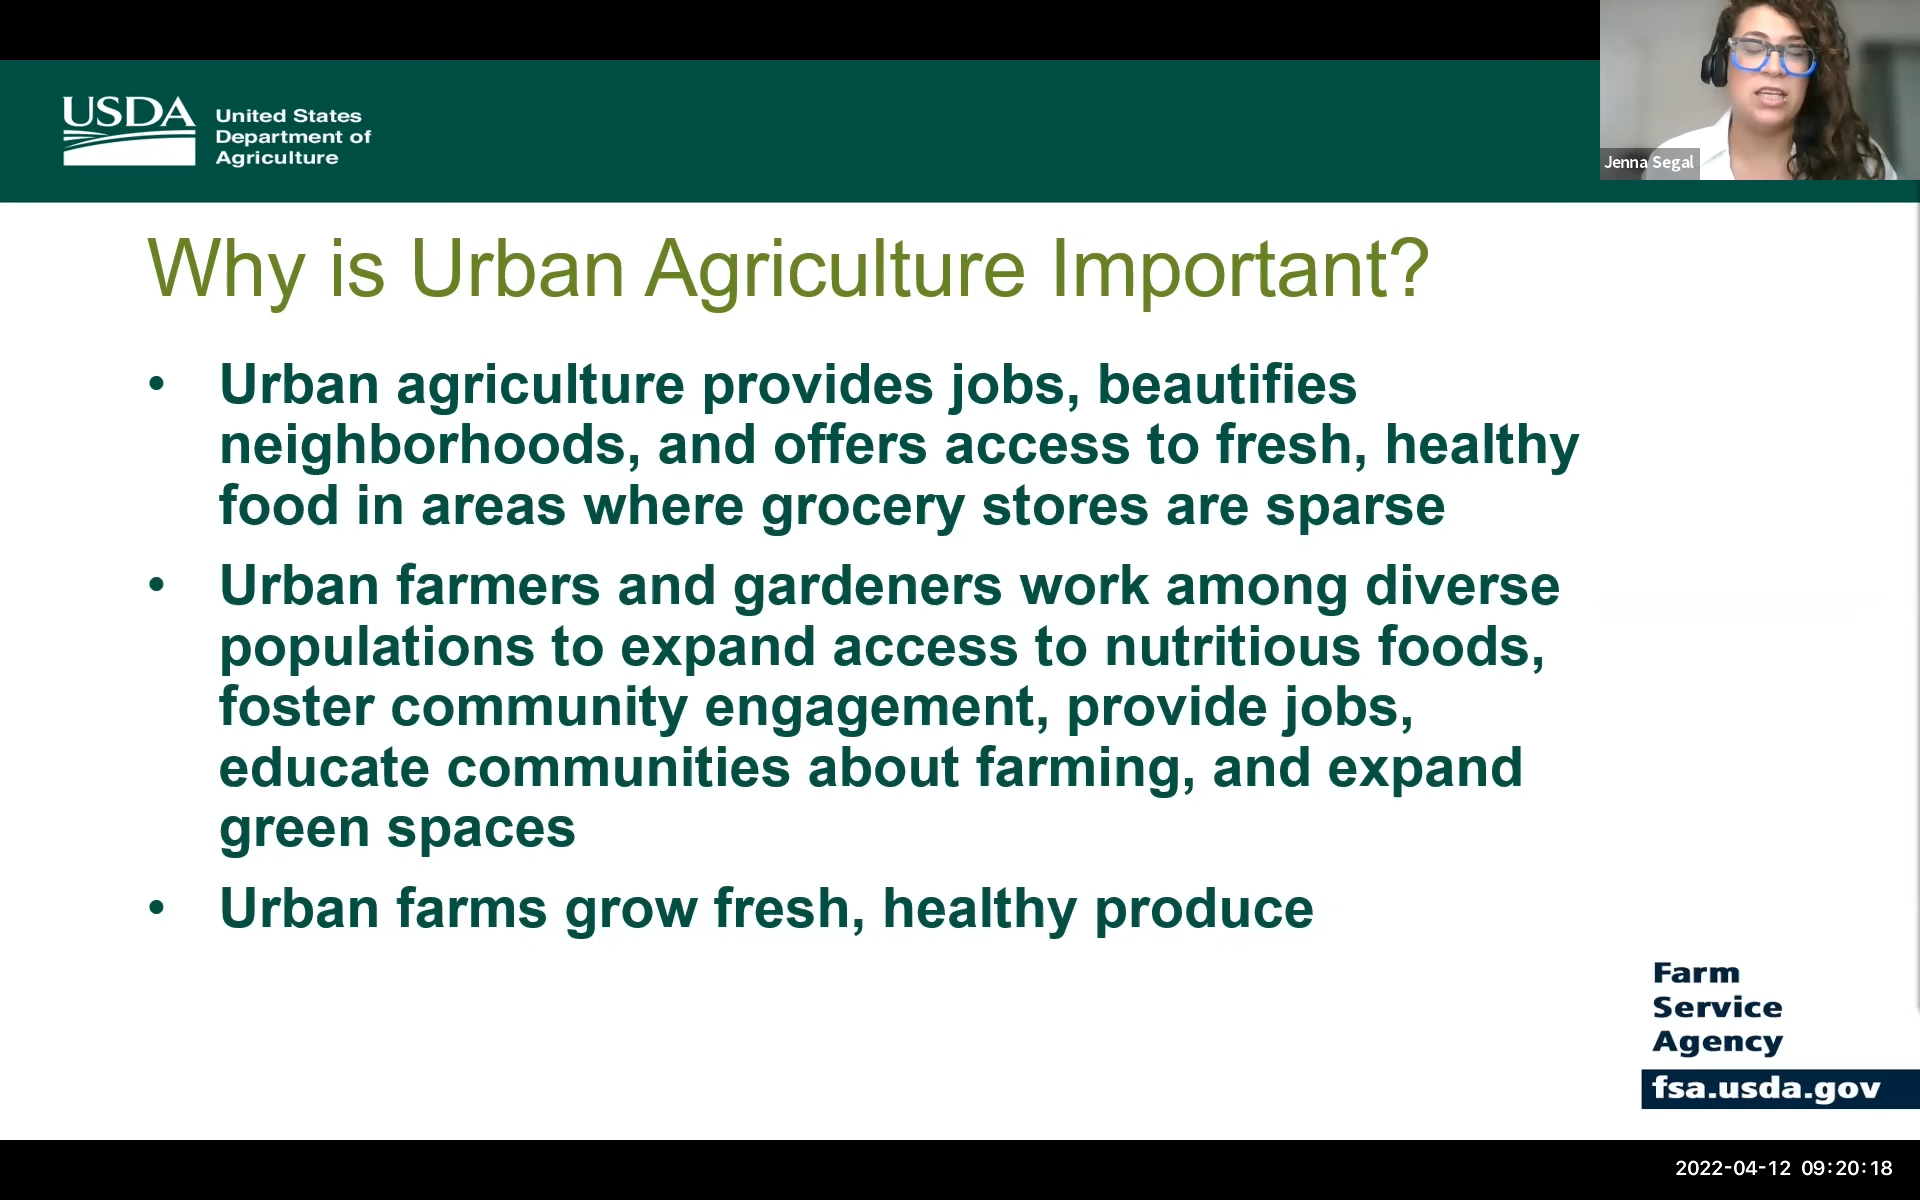 USDA
United States
Department of
Agriculture
Jenna Segal
Why is Urban Agriculture Important?
• Urban agriculture provides jobs, beautifies
neighborhoods, and offers access to fresh, healthy
food in areas where grocery stores are sparse
• Urban farmers and gardeners work among diverse
populations to expand access to nutritious foods,
foster community engagement, provide jobs,
educate communities about farming, and expand
green spaces
• Urban farms grow fresh, healthy produce
Farm
Service
Agency
fsa.usda.gov
2022-04-12 09:20:18